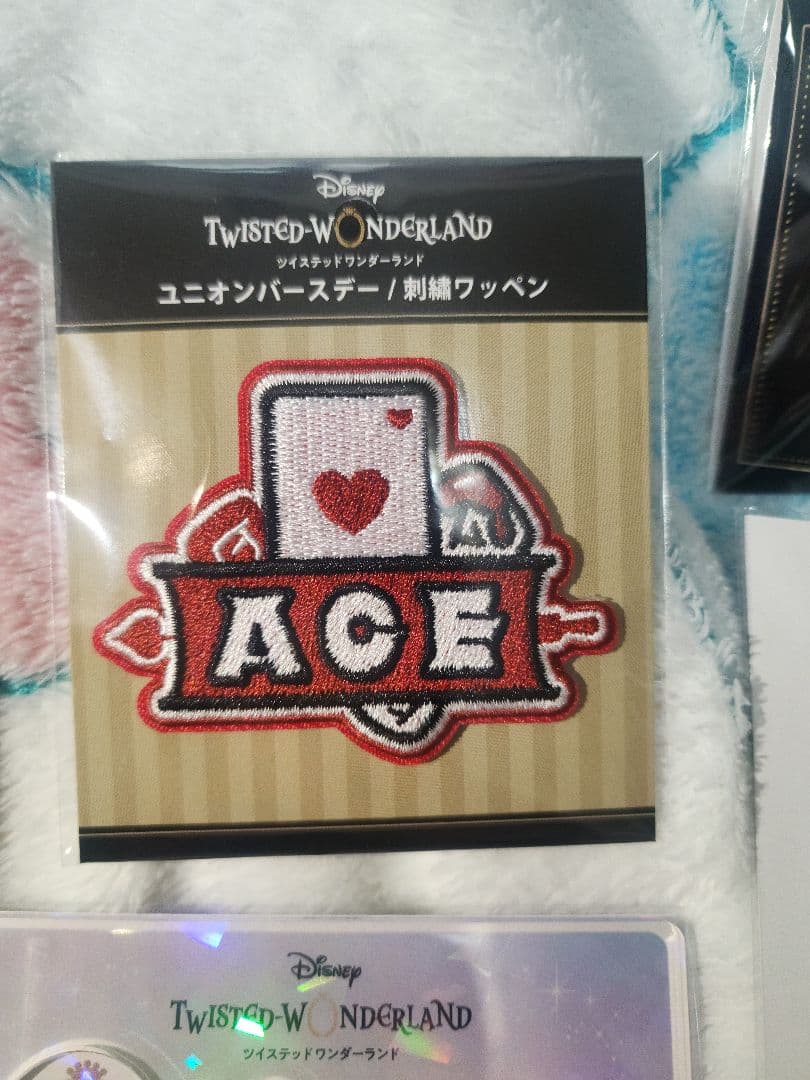 Disney
TWISTED-WONDERLAND
ツイステッドワンダーランド
ユニオンバースデー / 刺繍ワッペン
ACE
Disney
TWISTED-WONDERLAND
ツイステッドワンダーランド